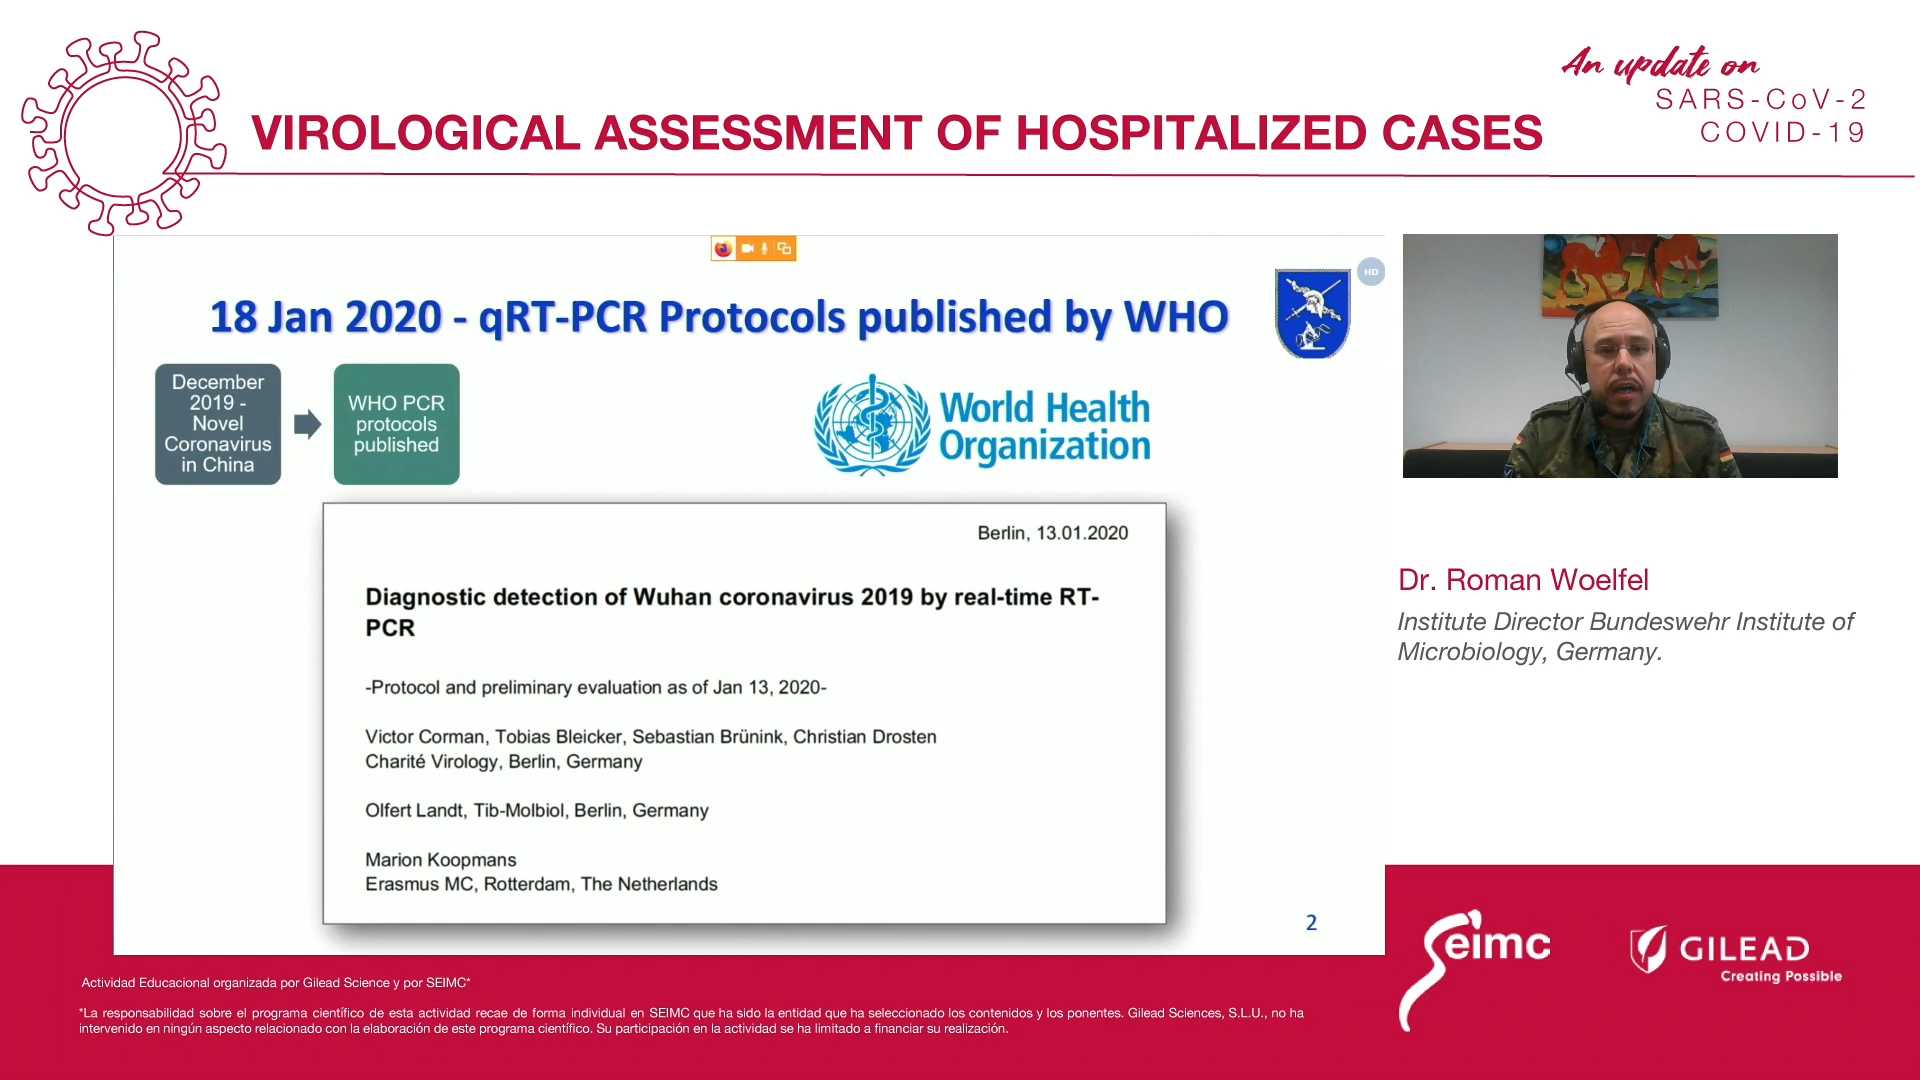 An update on
SARS-CoV-2
COVID-19
VIROLOGICAL ASSESSMENT OF HOSPITALIZED CASES
HD
18 Jan 2020 - qRT-PCR Protocols published by WHO
December
2019 -
Novel
Coronavirus
in China
WHO PCR
protocols
published
World Health
Organization
Berlin, 13.01.2020
Diagnostic detection of Wuhan coronavirus 2019 by real-time RT-
PCR
-Protocol and preliminary evaluation as of Jan 13, 2020-
Victor Corman, Tobias Bleicker, Sebastian Brünink, Christian Drosten
Charité Virology, Berlin, Germany
Olfert Landt, Tib-Molbiol, Berlin, Germany
Marion Koopmans
Erasmus MC, Rotterdam, The Netherlands
2
Dr. Roman Woelfel
Institute Director Bundeswehr Institute of
Microbiology, Germany.
Seimc
GILEAD
Creating Possible
Actividad Educacional organizada por Gilead Science y por SEIMC*
*La responsabilidad sobre el programa científico de esta actividad recae de forma individual en SEIMC que ha sido la entidad que ha seleccionado los contenidos y los ponentes. Gilead Sciences, S.L.U., no ha
intervenido en ningún aspecto relacionado con la elaboración de este programa científico. Su participación en la actividad se ha limitado a financiar su realización.